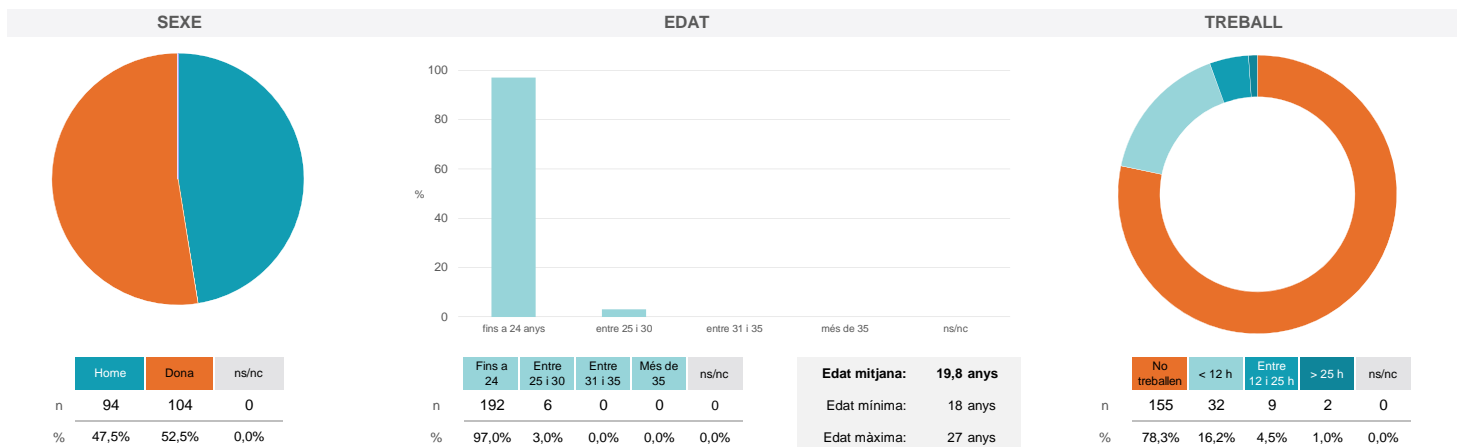 SEXE
EDAT
TREBALL
100
80
60
%
40
20
0
fins a 24 anys
entre 25 i 30
entre 31 i 35
més de 35
ns/nc
Home Dona ns/nc
n 94 104 0
% 47,5% 52,5% 0,0%
Fins a 24 Entre 25 i 30 Entre 31 i 35 Més de 35 ns/nc
n 192 6 0 0 0
% 97,0% 3,0% 0,0% 0,0% 0,0%
Edat mitjana: 19,8 anys
Edat mínima: 18 anys
Edat màxima: 27 anys
No treballen < 12 h Entre 12 i 25 h > 25 h ns/nc
n 155 32 9 2 0
% 78,3% 16,2% 4,5% 1,0% 0,0%